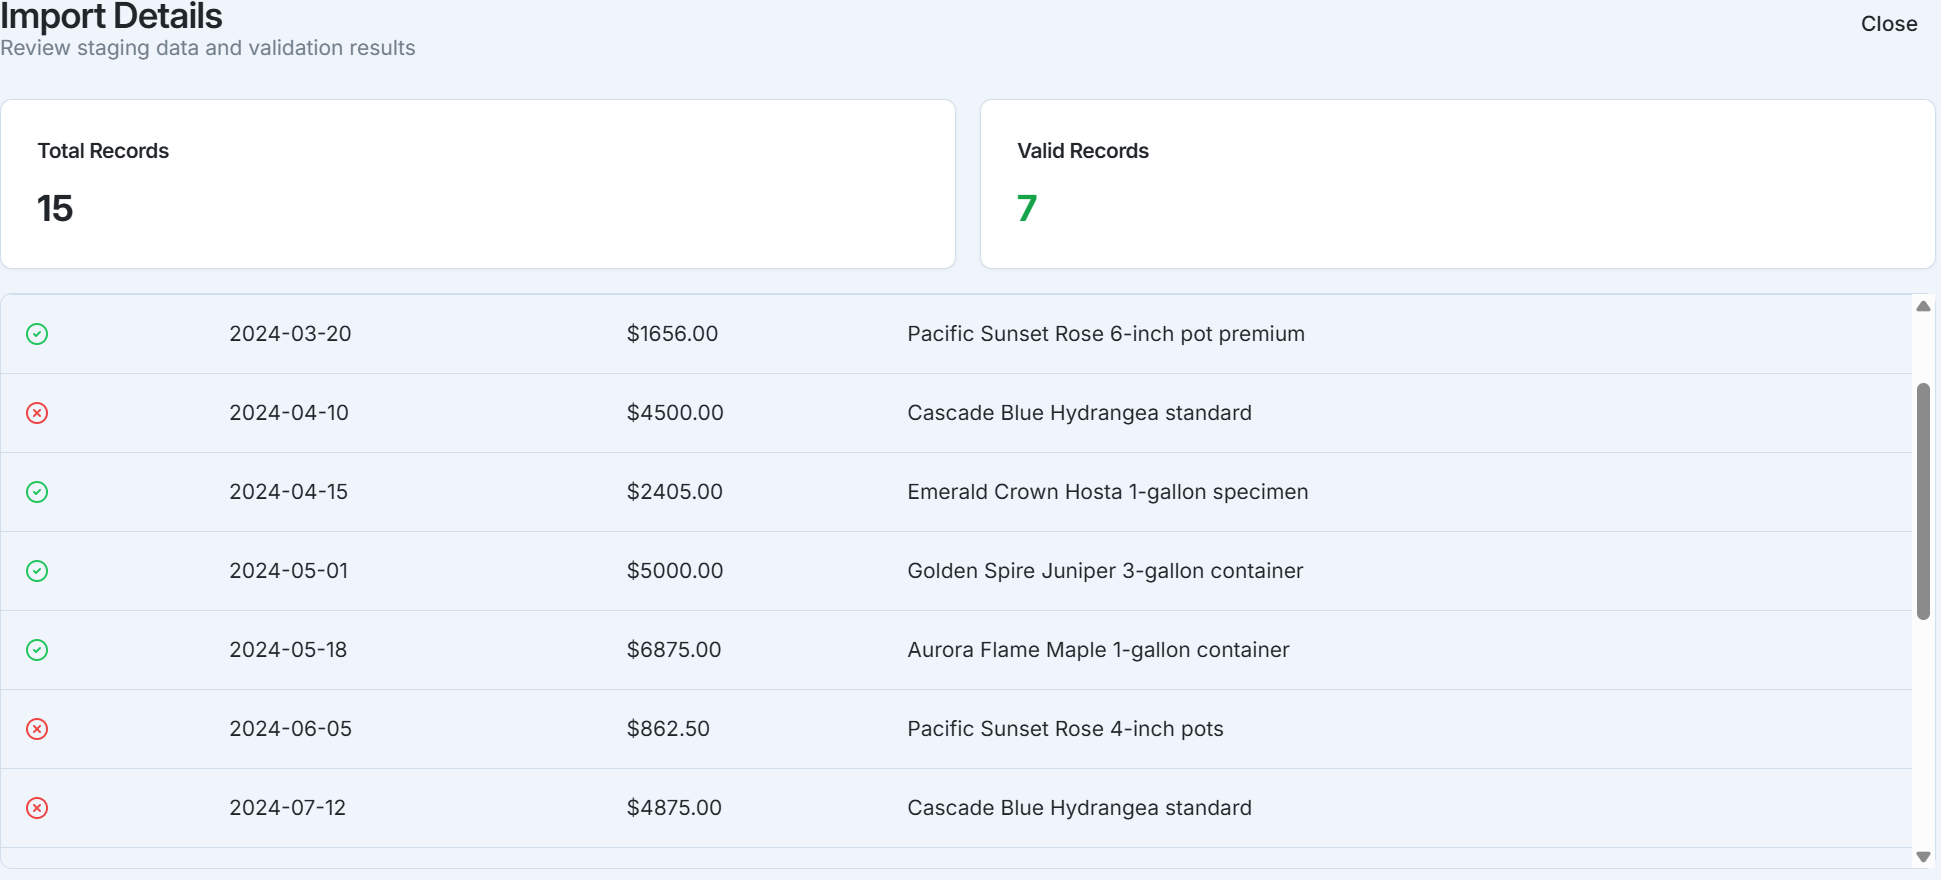 Import Details
Close
Review staging data and validation results
Total Records
15
Valid Records
7
2024-03-20 $1656.00 Pacific Sunset Rose 6-inch pot premium
2024-04-10 $4500.00 Cascade Blue Hydrangea standard
2024-04-15 $2405.00 Emerald Crown Hosta 1-gallon specimen
2024-05-01 $5000.00 Golden Spire Juniper 3-gallon container
2024-05-18 $6875.00 Aurora Flame Maple 1-gallon container
2024-06-05 $862.50 Pacific Sunset Rose 4-inch pots
2024-07-12 $4875.00 Cascade Blue Hydrangea standard